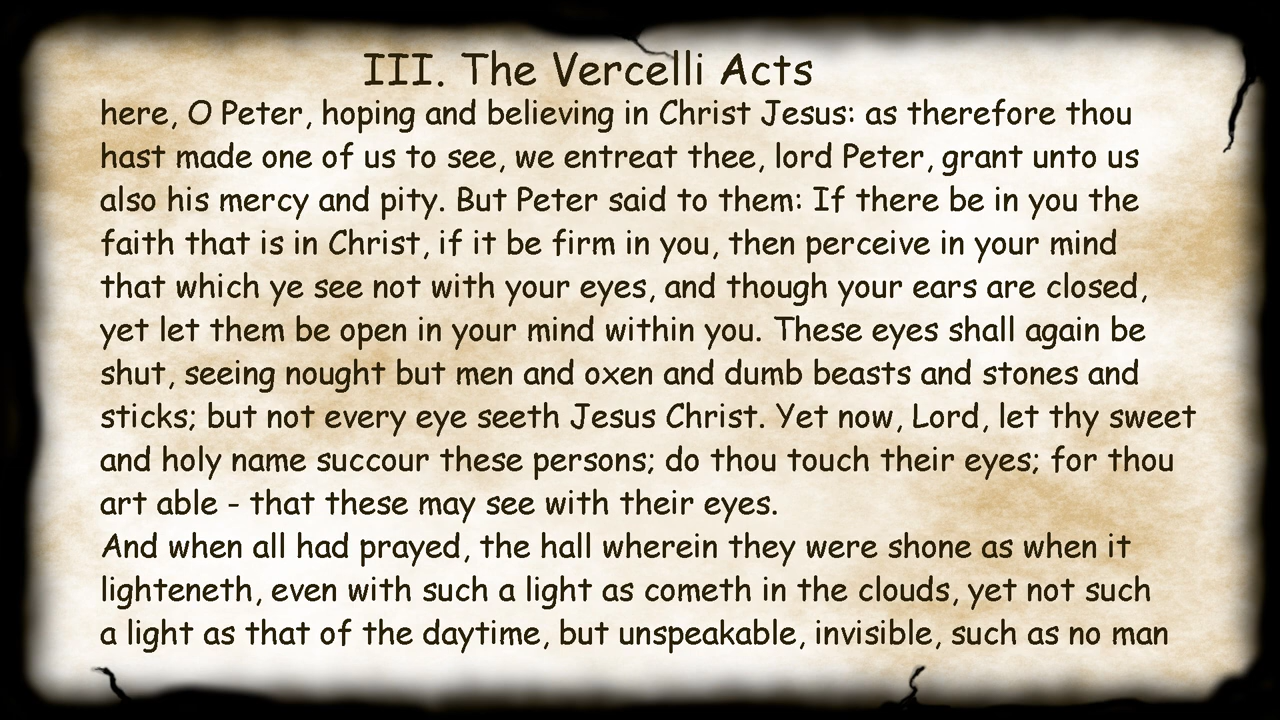 III. The Vercelli Acts
here, O Peter, hoping and believing in Christ Jesus: as therefore thou
hast made one of us to see, we entreat thee, lord Peter, grant unto us
also his mercy and pity. But Peter said to them: If there be in you the
faith that is in Christ, if it be firm in you, then perceive in your mind
that which ye see not with your eyes, and though your ears are closed,
yet let them be open in your mind within you. These eyes shall again be
shut, seeing nought but men and oxen and dumb beasts and stones and
sticks; but not every eye seeth Jesus Christ. Yet now, Lord, let thy sweet
and holy name succour these persons; do thou touch their eyes; for thou
art able - that these may see with their eyes.
And when all had prayed, the hall wherein they were shone as when it
lighteneth, even with such a light as cometh in the clouds, yet not such
a light as that of the daytime, but unspeakable, invisible, such as no man